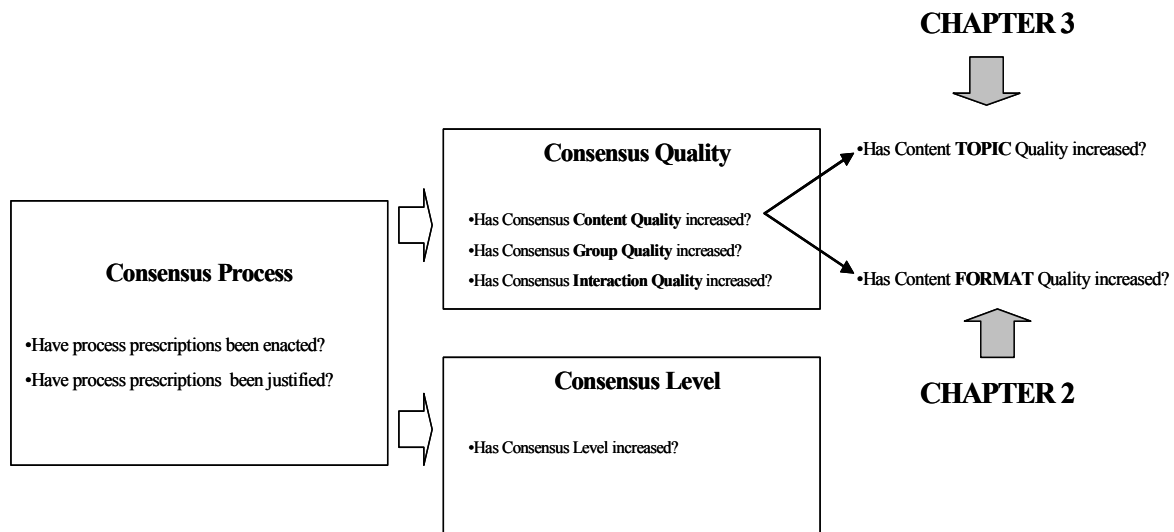 CHAPTER 3
Consensus Process
•Have process prescriptions been enacted?
•Have process prescriptions been justified?
Consensus Quality
•Has Consensus Content Quality increased?
•Has Consensus Group Quality increased?
•Has Consensus Interaction Quality increased?
•Has Content TOPIC Quality increased?
•Has Content FORMAT Quality increased?
CHAPTER 2
Consensus Level
•Has Consensus Level increased?